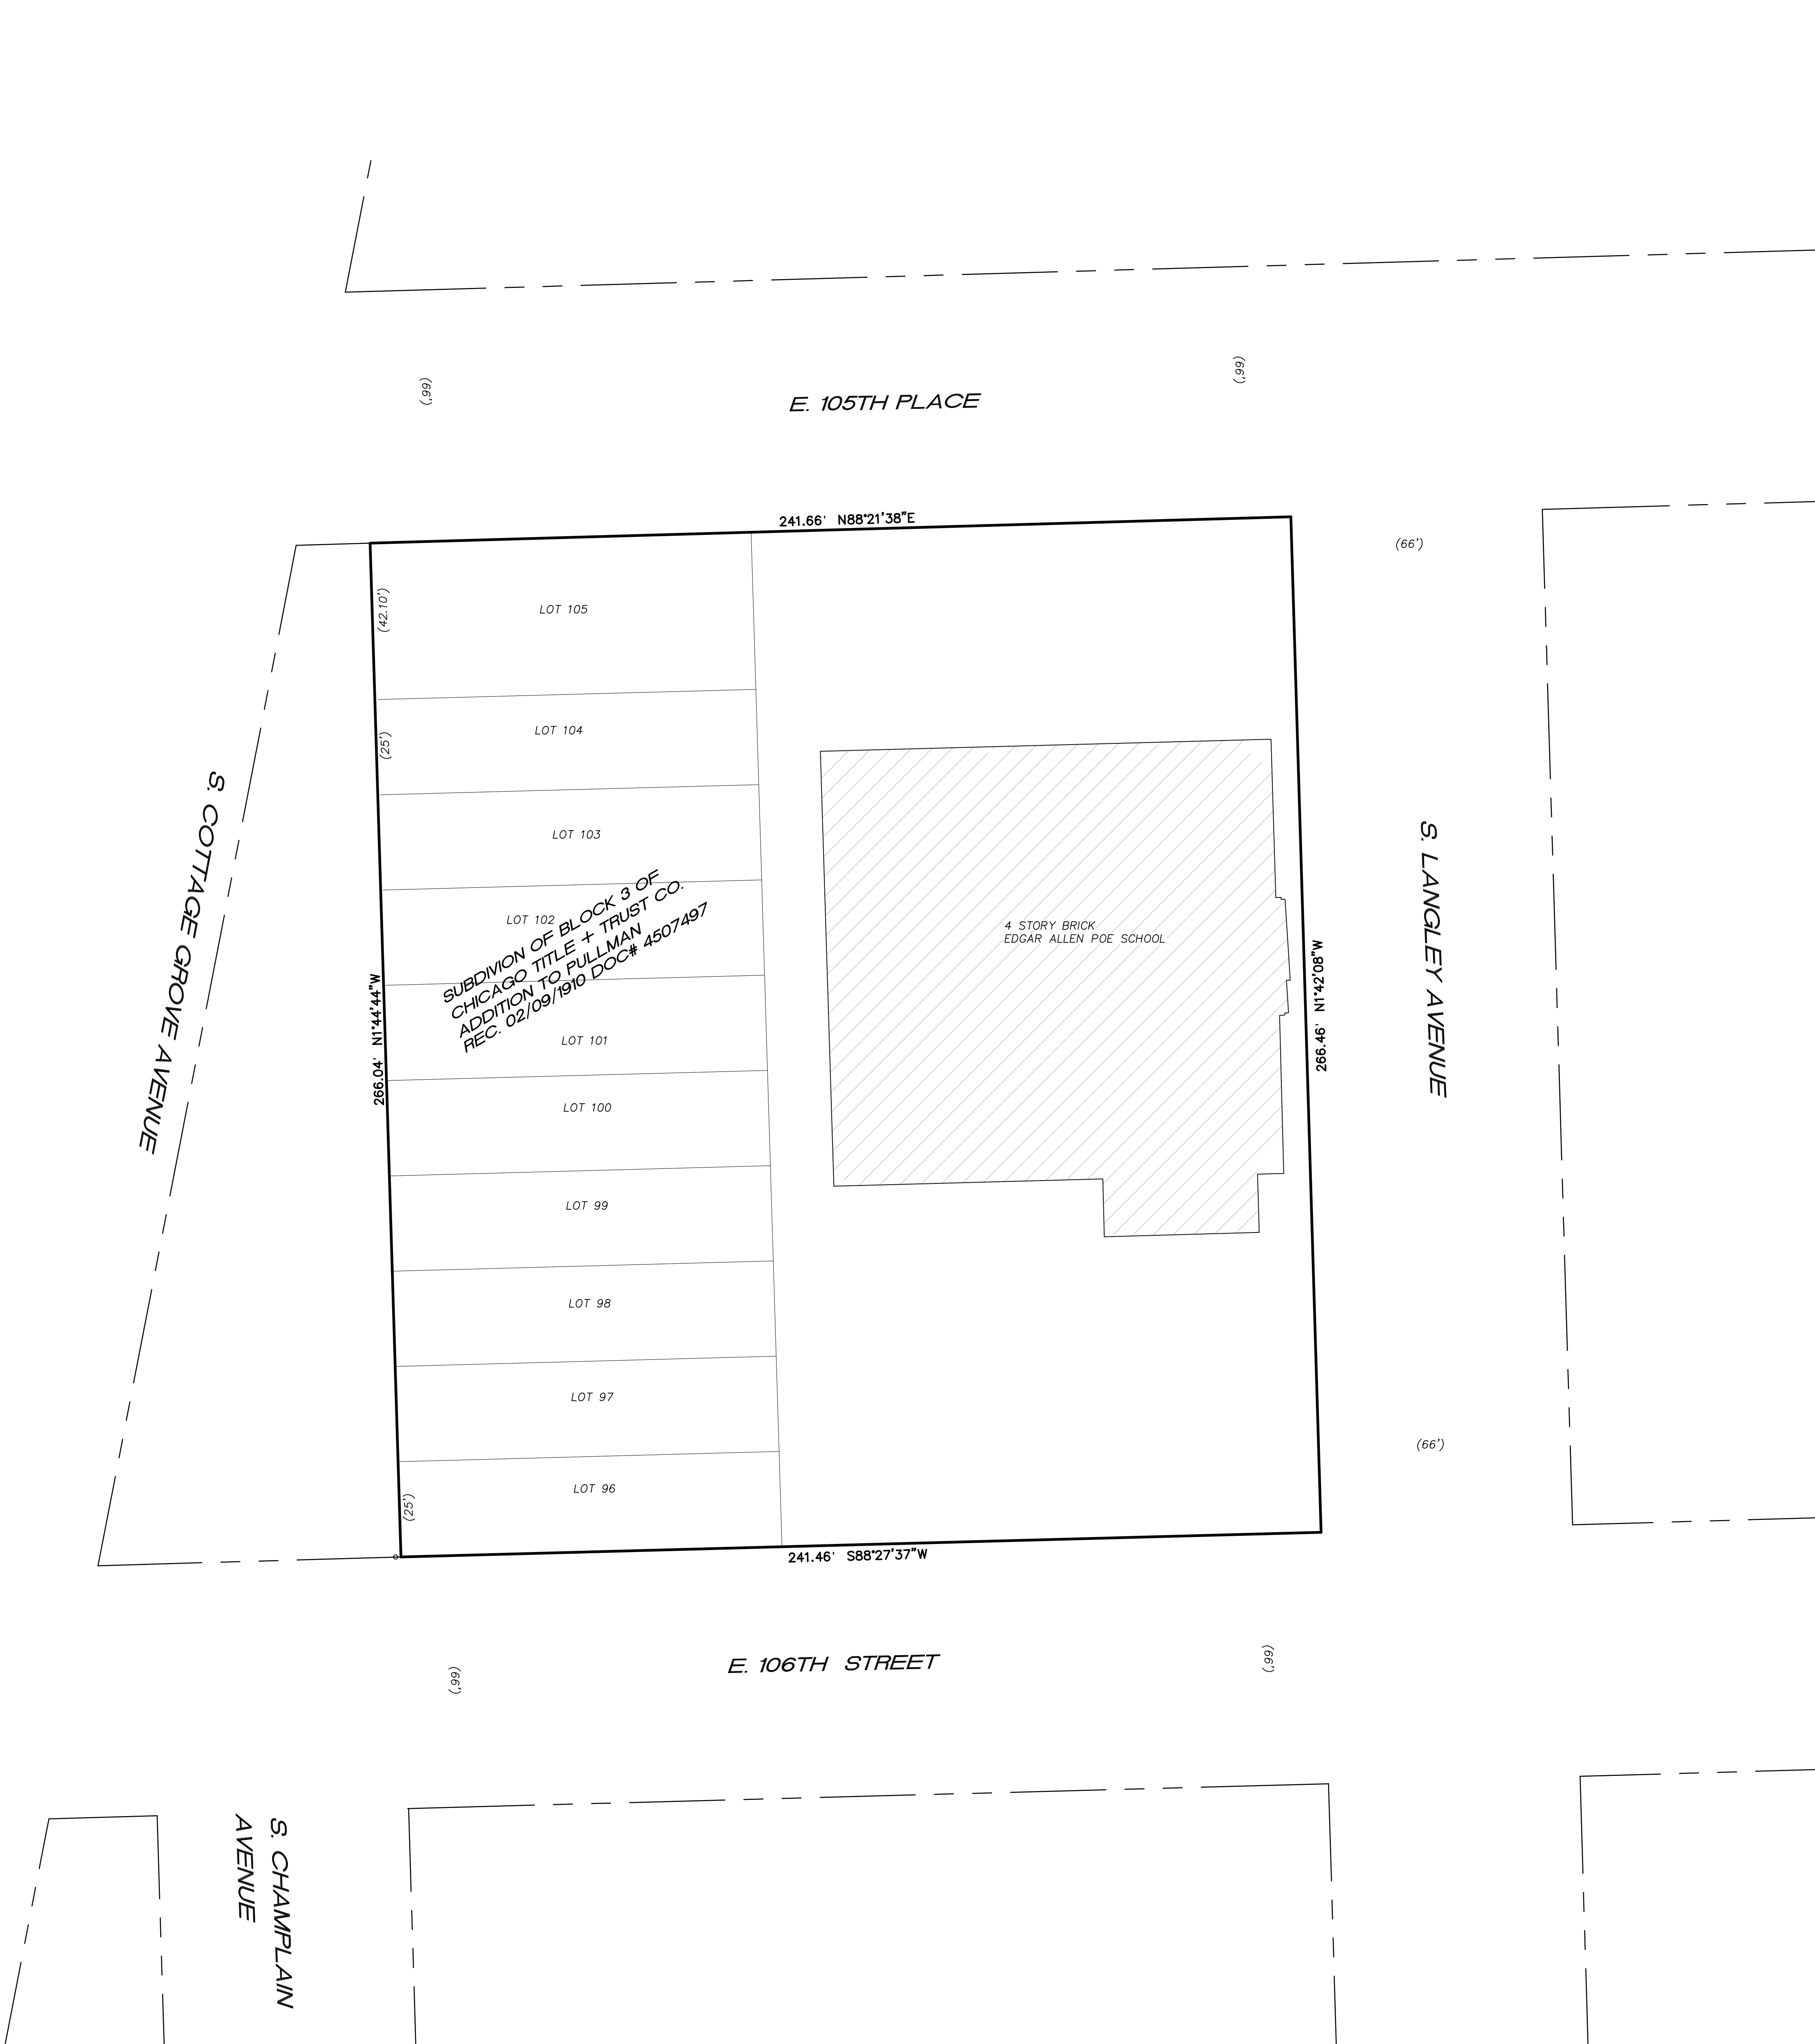 (66')
(66')
E. 105TH PLACE
241.66'  N88°21'38"E
(66')
(42.10')
LOT 105
(25')
LOT 104
LOT 103
LOT 102
SUBDIVION OF BLOCK 3 OF
CHICAGO TITLE + TRUST CO.
ADDITION TO PULLMAN
REC. 02/09/1910 DOC# 4507497
LOT 101
LOT 100
LOT 99
LOT 98
LOT 97
LOT 96
(25')
S. COTTAGE GROVE AVENUE
266.04'  N1°44'44"W
4 STORY BRICK
EDGAR ALLEN POE SCHOOL
266.46'  N1°42'08"W
S. LANGLEY AVENUE
(66')
241.46'  S88°27'37"W
(66')
E. 106TH  STREET
(66')
S. CHAMPLAIN
AVENUE